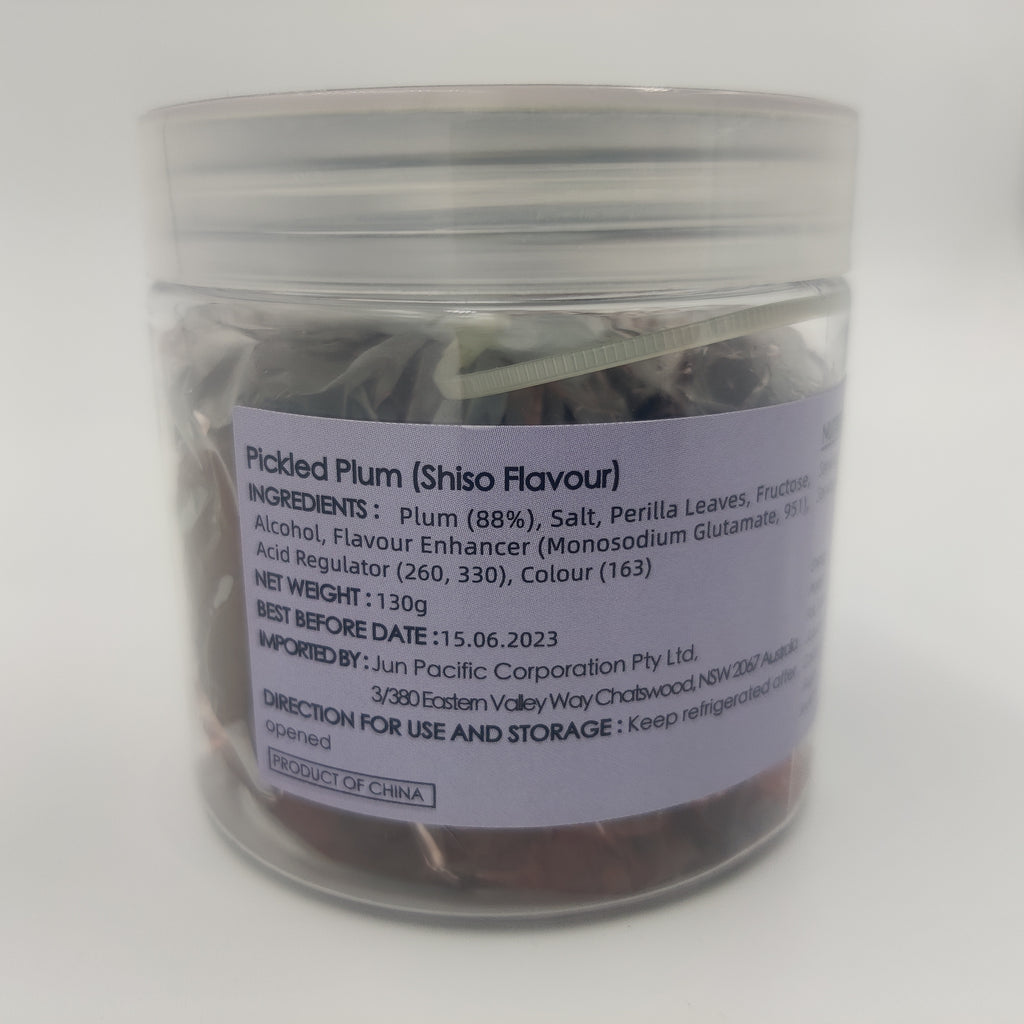 Pickled Plum (Shiso Flavour)
INGREDIENTS : Plum (88%), Salt, Perilla Leaves, Fructose,
Alcohol, Flavour Enhancer (Monosodium Glutamate, 951),
Acid Regulator (260, 330), Colour (163)
NET WEIGHT : 130g
BEST BEFORE DATE : 15.06.2023
IMPORTED BY : Jun Pacific Corporation Pty Ltd,
3/380 Eastern Valley Way Chatswood, NSW 2067 Australia
DIRECTION FOR USE AND STORAGE : Keep refrigerated after
opened
PRODUCT OF CHINA